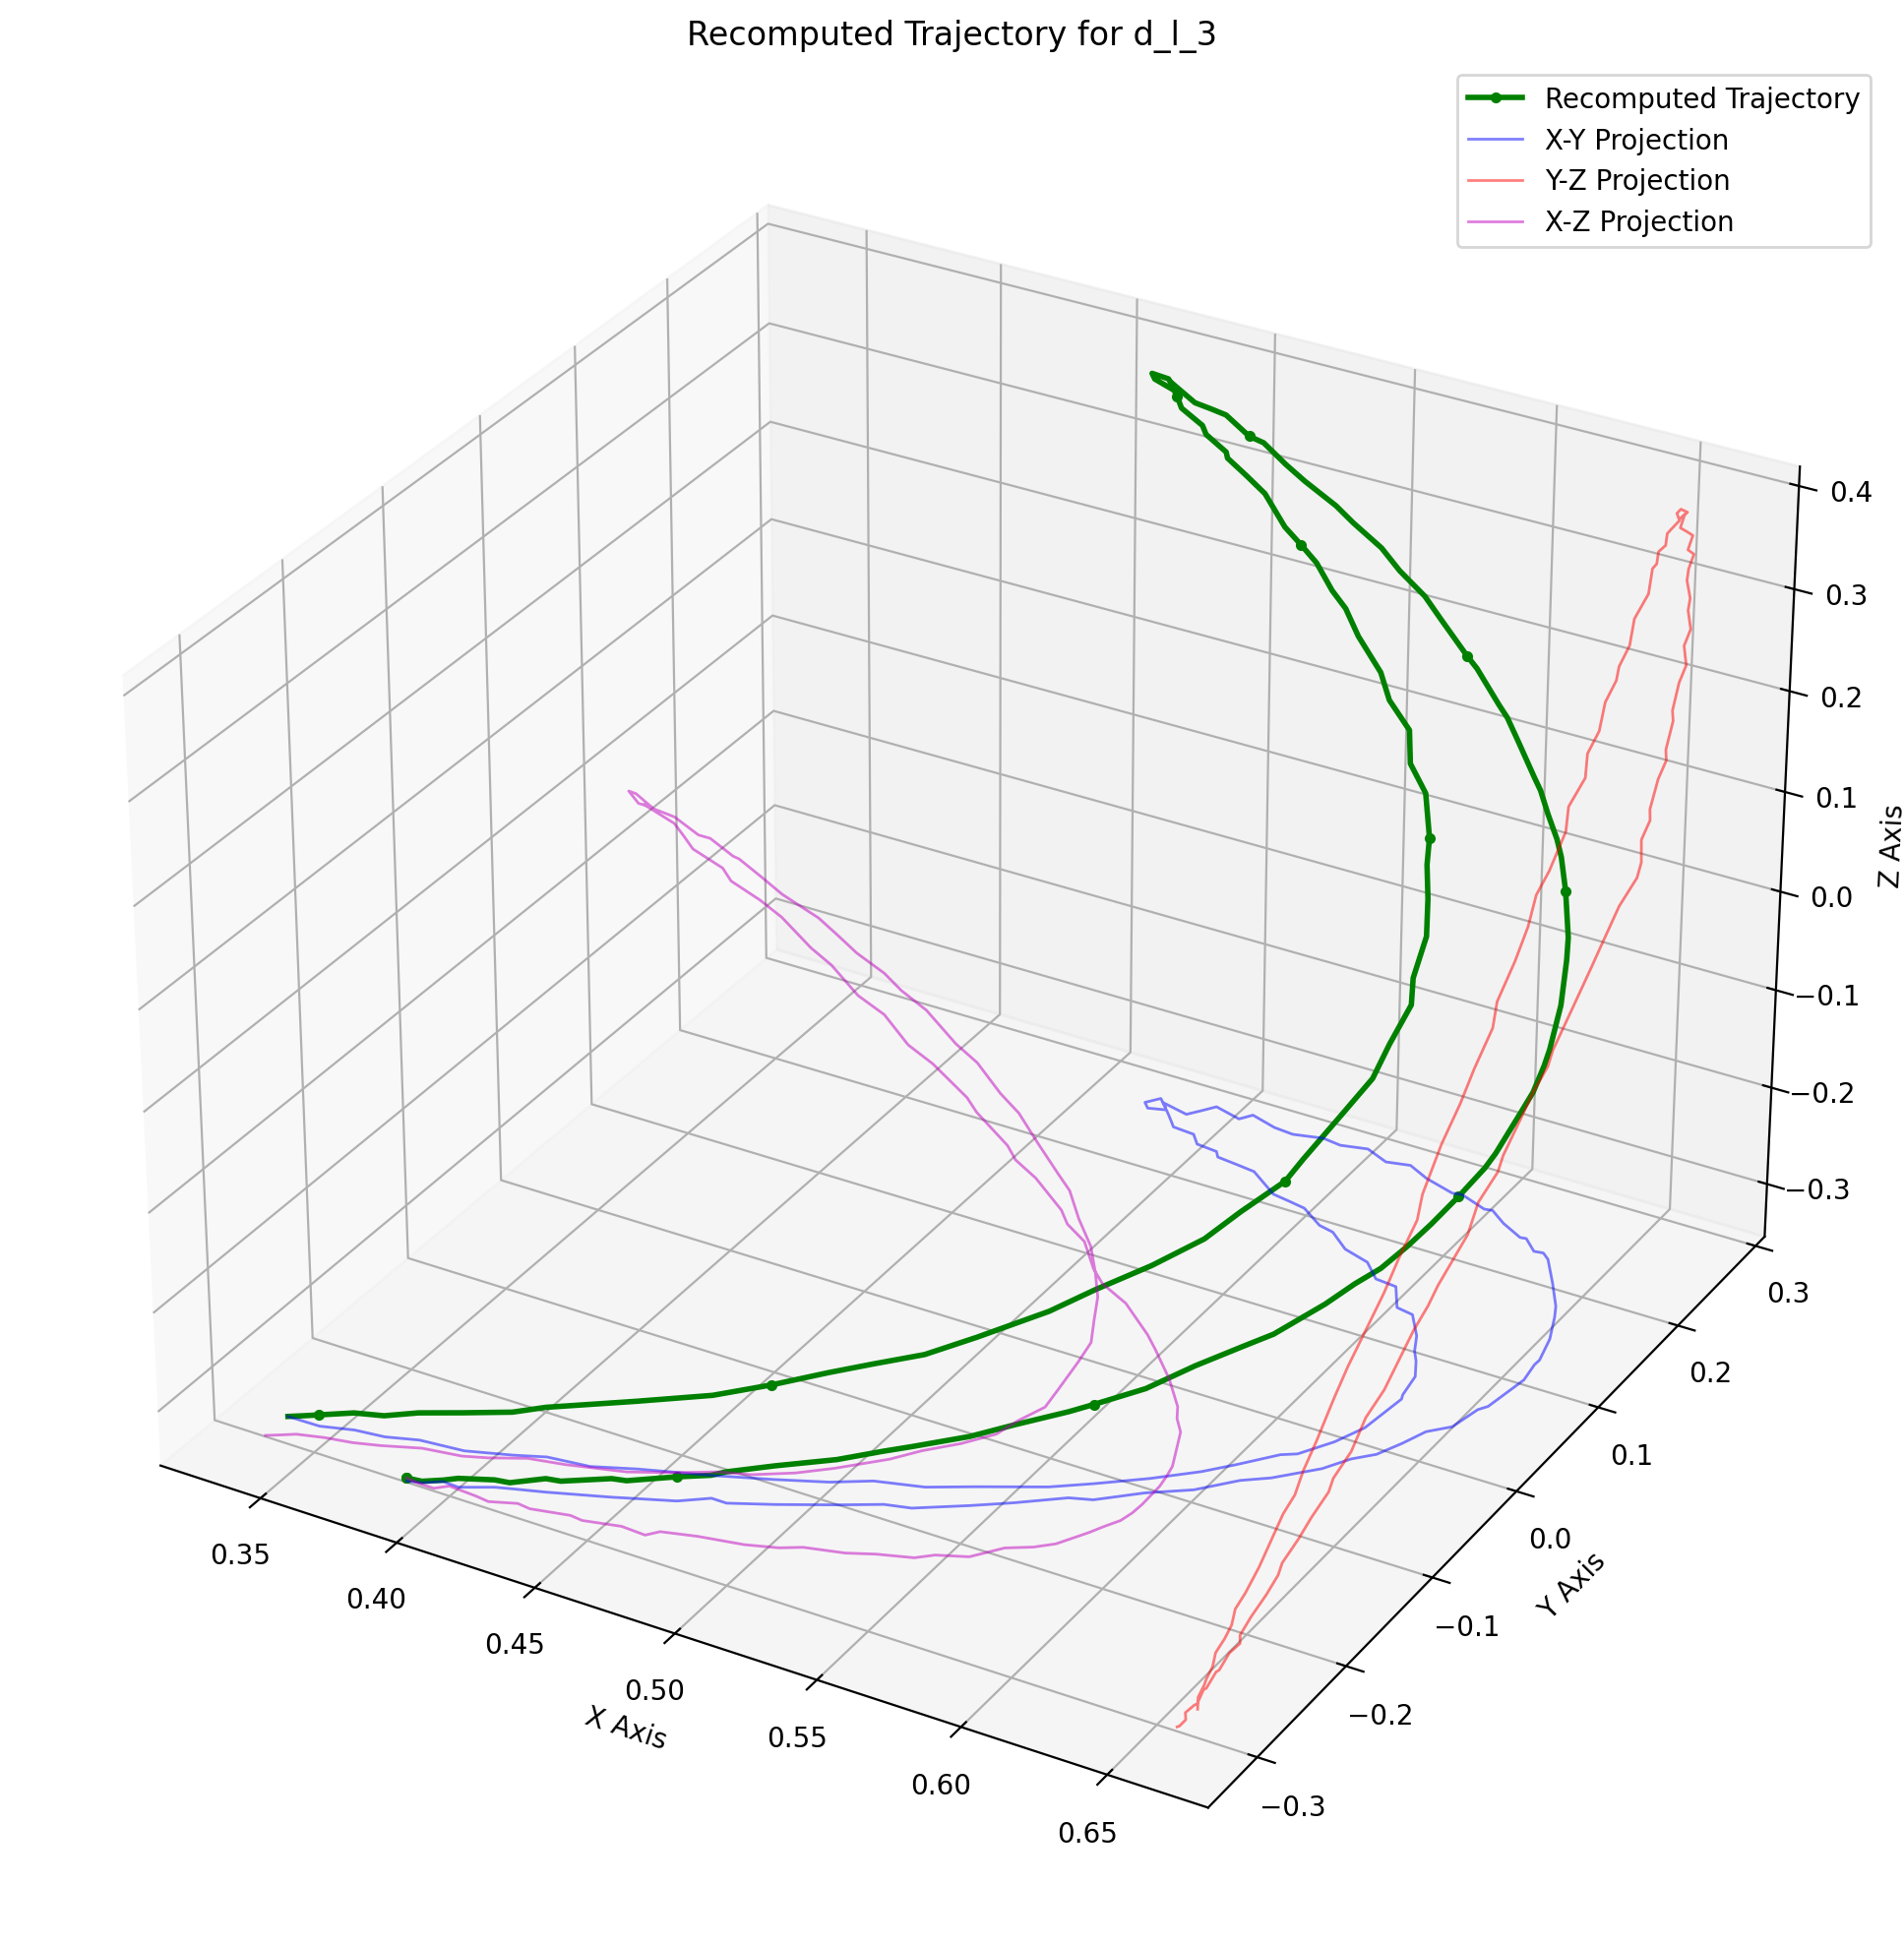 Recomputed Trajectory for d_l_3
Recomputed Trajectory
X-Y Projection
Y-Z Projection
X-Z Projection
0.4
0.3
0.2
0.1
0.0
−0.1
−0.2
−0.3
Z Axis
0.3
0.2
0.1
0.0
−0.1
−0.2
−0.3
Y Axis
0.35
0.40
0.45
0.50
0.55
0.60
0.65
X Axis